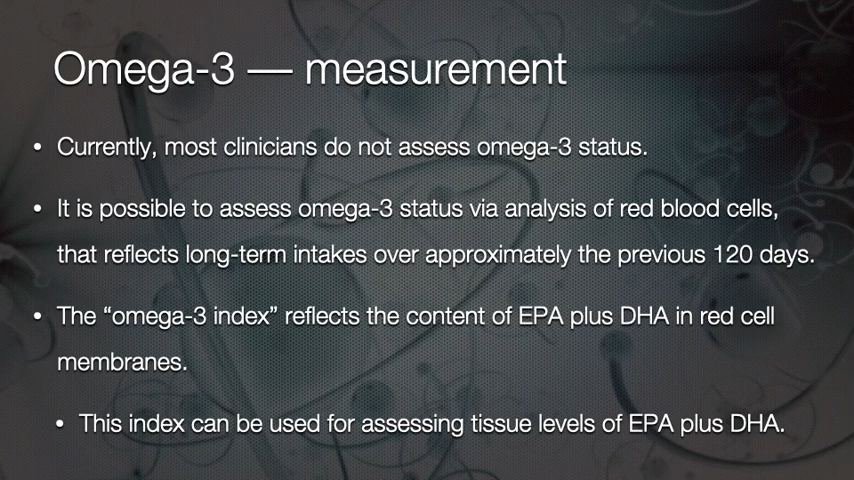 Omega-3 — measurement
• Currently, most clinicians do not assess omega-3 status.
• It is possible to assess omega-3 status via analysis of red blood cells,
that reflects long-term intakes over approximately the previous 120 days.
• The “omega-3 index” reflects the content of EPA plus DHA in red cell
membranes.
• This index can be used for assessing tissue levels of EPA plus DHA.